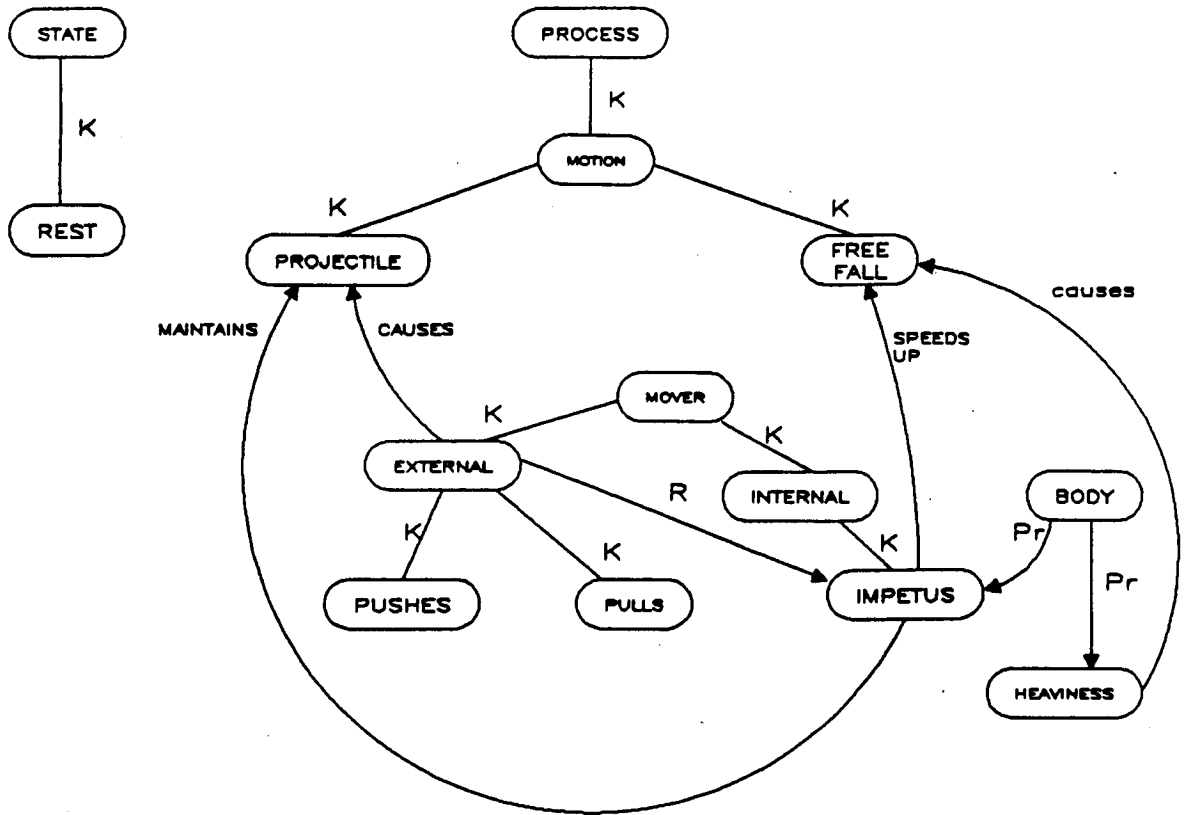 STATE
PROCESS
K
K
MOTION
K
K
REST
PROJECTILE
FREE
FALL
causes
MAINTAINS
CAUSES
SPEEDS
UP
MOVER
K
K
EXTERNAL
R
INTERNAL
BODY
K
K
K
Pr
Pr
PUSHES
PULLS
IMPETUS
HEAVINESS